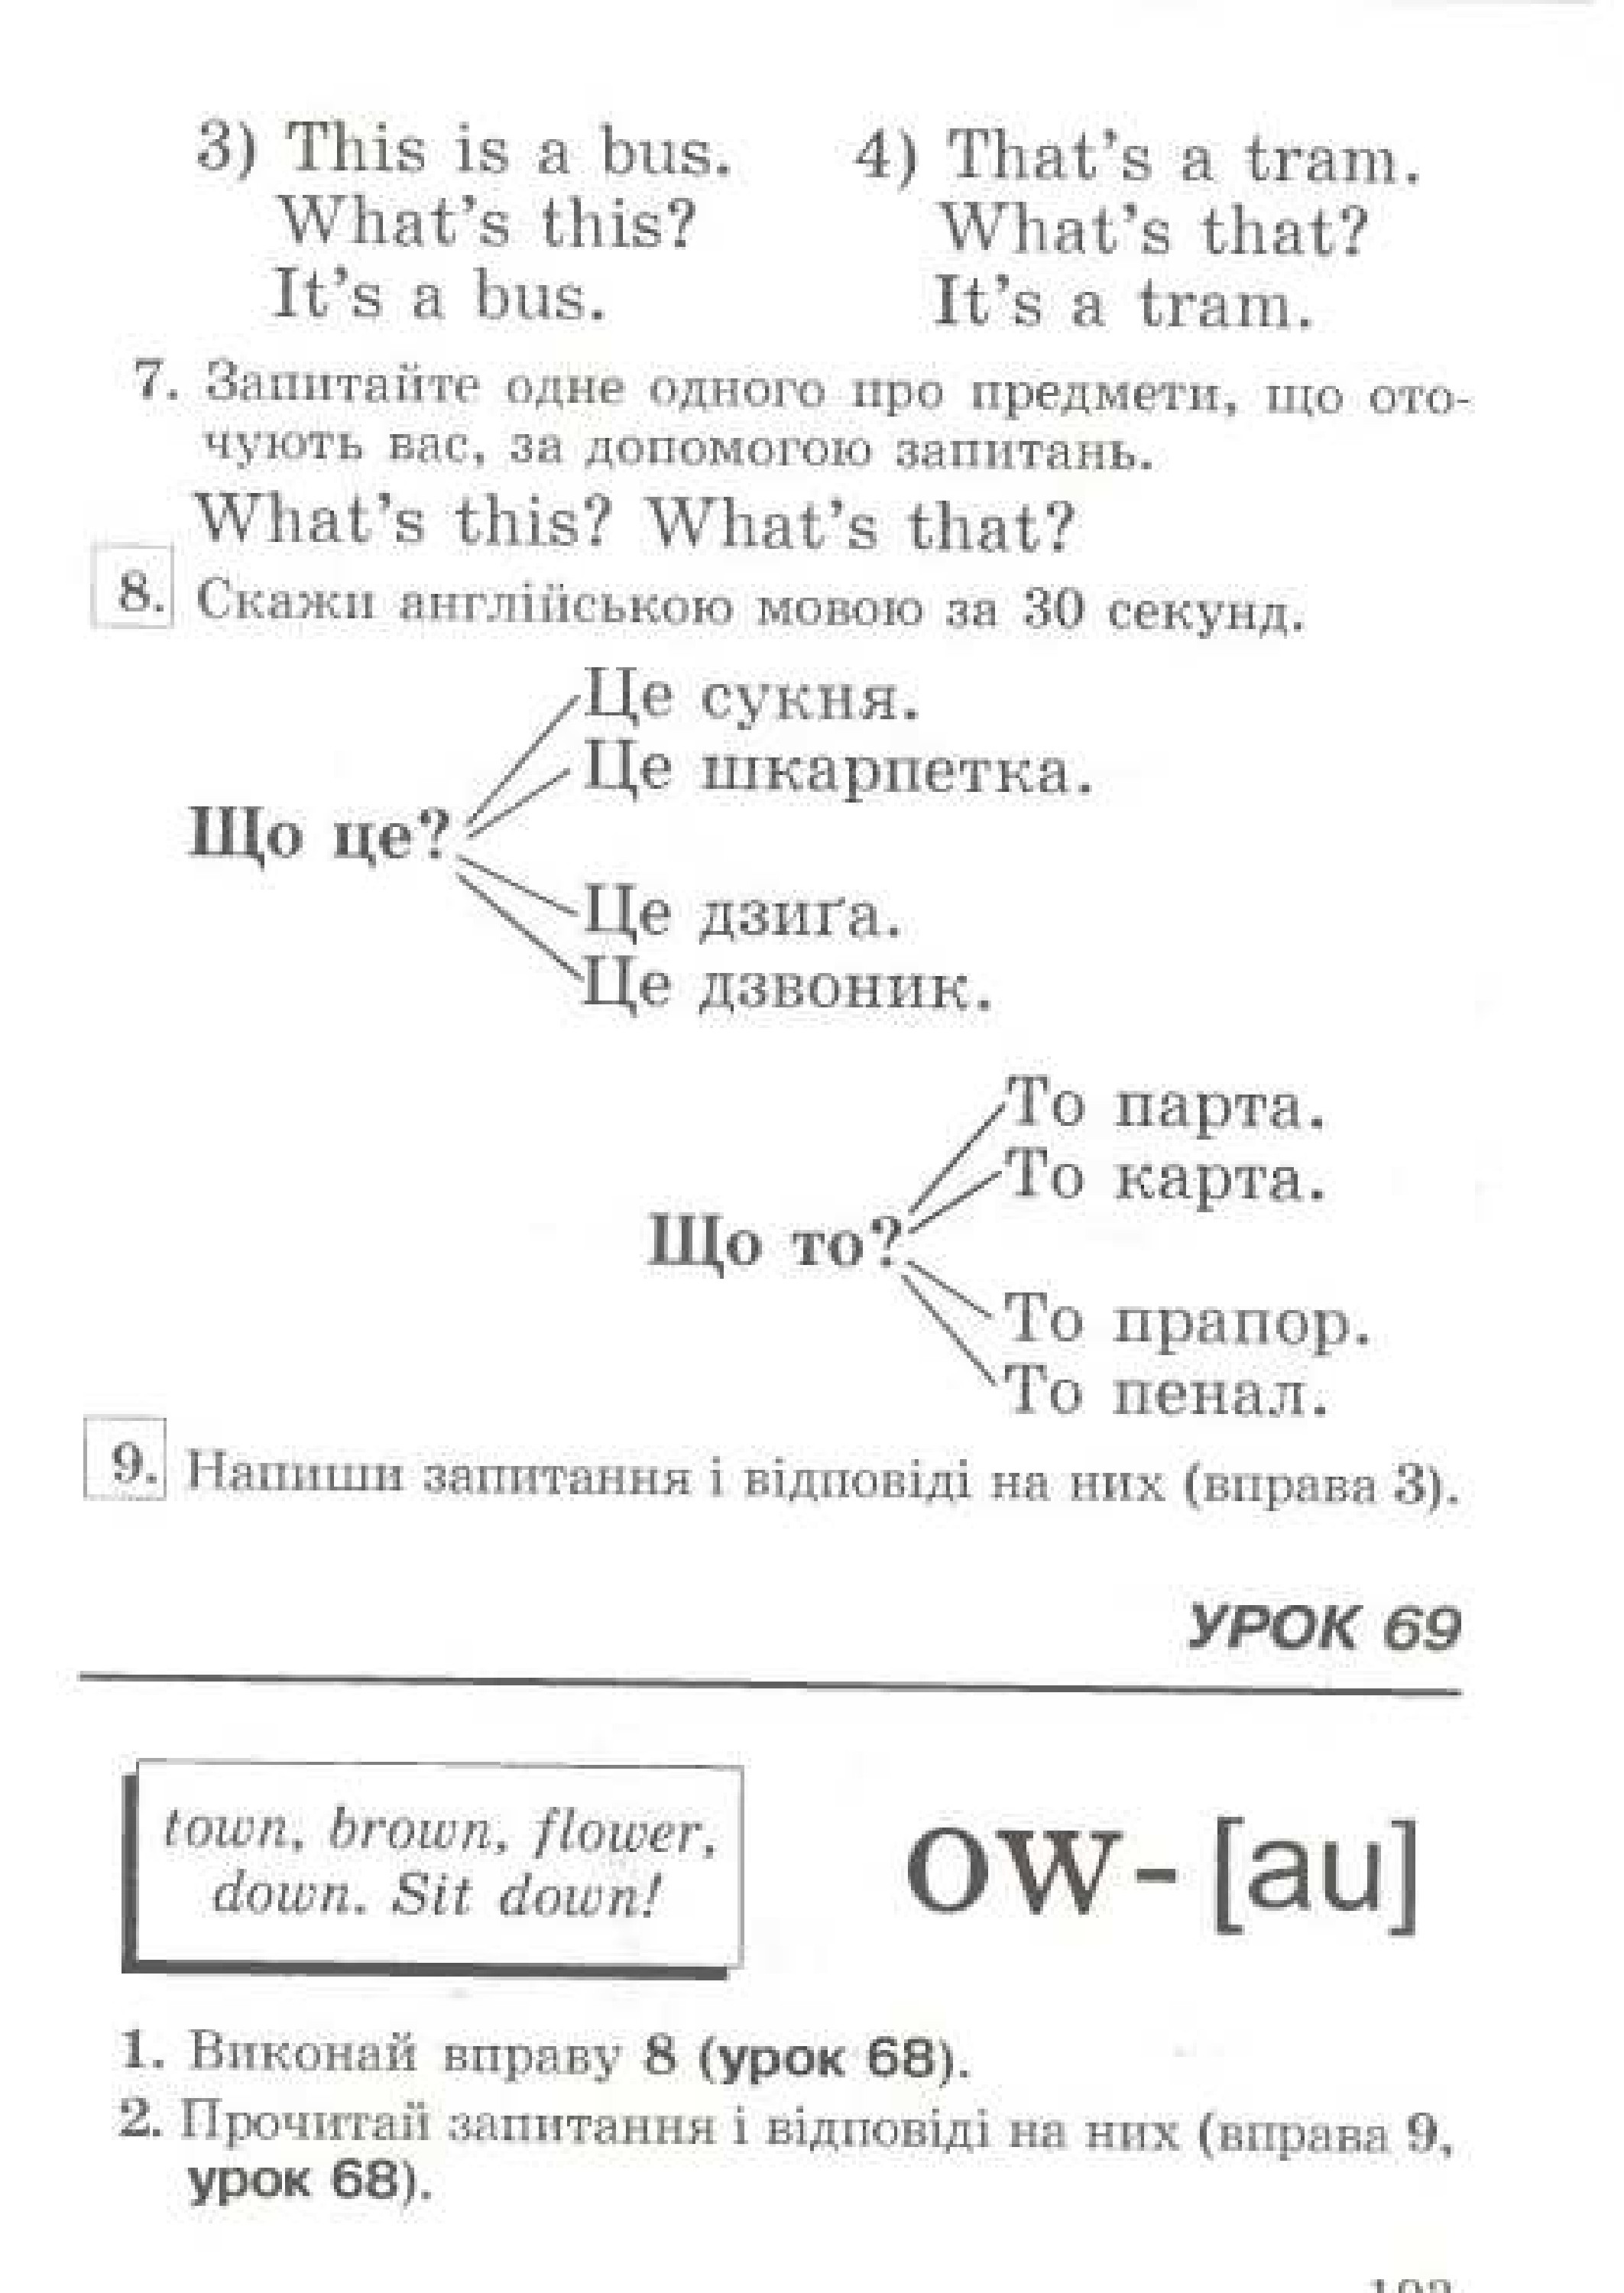 3) This is a bus.
What's this?
It's a bus.
4) That's a tram.
What's that?
It's a tram.
7. Запитайте одне одного про предмети, що ото-
чують вас, за допомогою запитань.
What's this? What's that?
8. Скажи англійською мовою за 30 секунд.
Це сукня.
Це шкарпетка.
Що це?
Це дзиґа.
Це дзвоник.
То парта.
То карта.
Що то?
То прапор.
То пенал.
9. Напиши запитання і відповіді на них (вправа 3).
УРОК 69
town, brown, flower,
down. Sit down!
ow-[au]
1. Виконай вправу 8 (урок 68).
2. Прочитай запитання і відповіді на них (вправа 9,
урок 68).